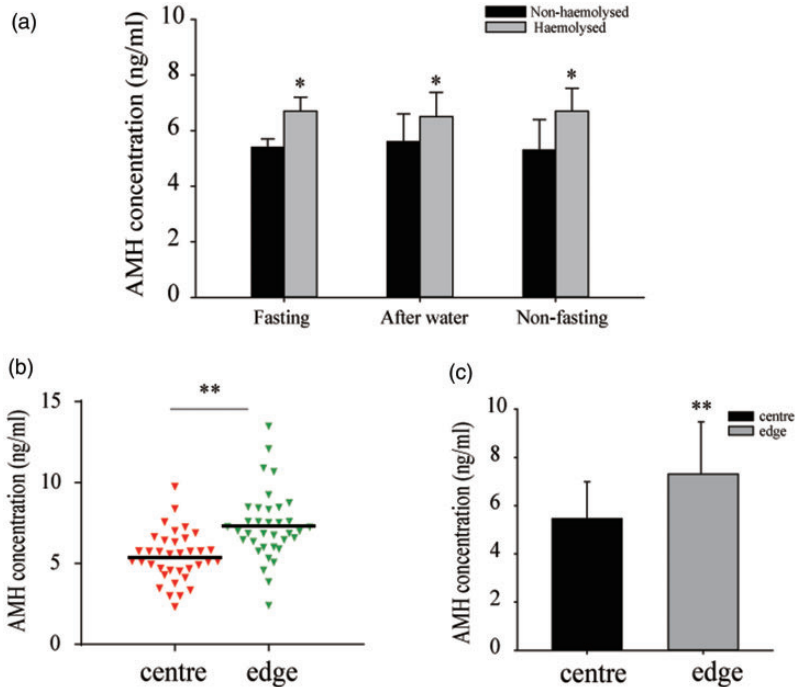 (a)
Non-haemolysed
Haemolysed
AMH concentration (ng/ml)
10
8
6
4
2
0
*
*
*
Fasting
After water
Non-fasting
(b)
AMH concentration (ng/ml)
15
10
5
0
**
centre
edge
(c)
AMH concentration (ng/ml)
10
8
6
4
2
0
centre
edge
**
centre
edge